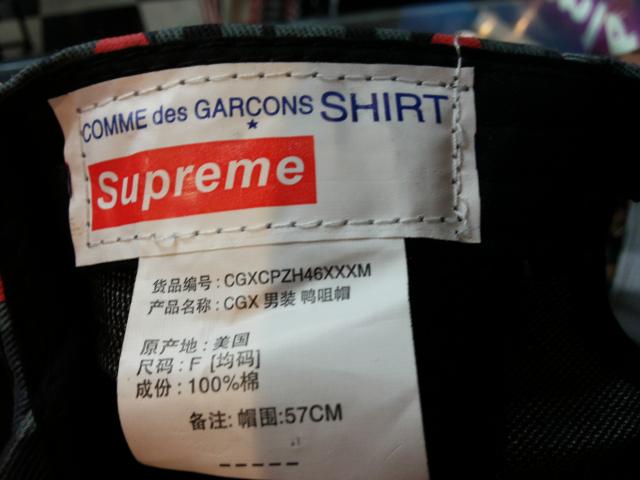 COMME des GARÇONS SHIRT
Supreme
货品编号：CGXCPZH46XXXM
产品名称：CGX 男装 鸭咀帽
原产地：美国
尺码：F [均码]
成份：100%棉
备注：帽围:57CM
-----